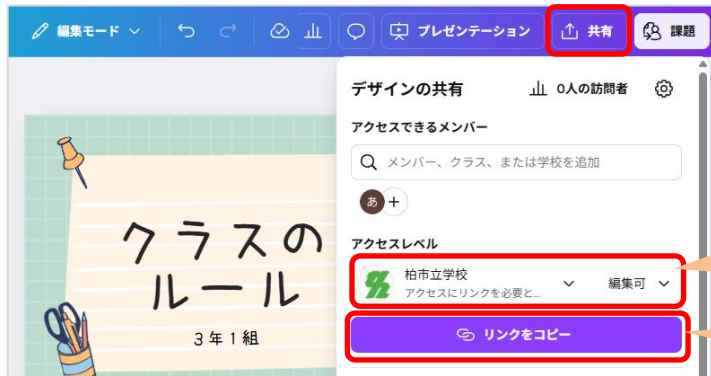 編集モード
プレゼンテーション
共有
課題
デザインの共有
0人の訪問者
アクセスできるメンバー
メンバー、クラス、または学校を追加
あ
アクセスレベル
柏市立学校
アクセスにリンクを必要と...
編集可
リンクをコピー
クラスの
ルール
3年1組